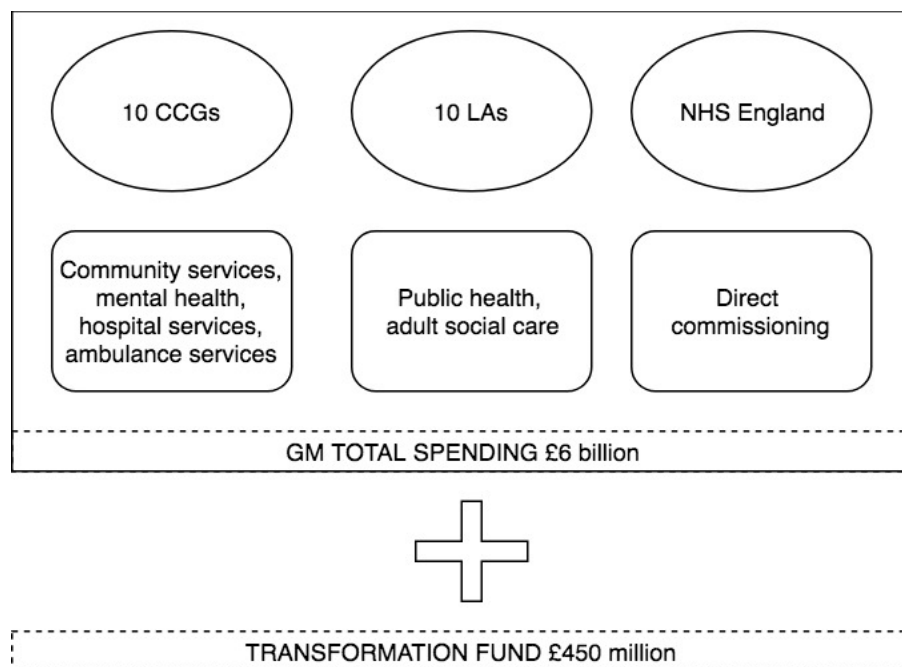 10 CCGs
10 LAs
NHS England
Community services,
mental health,
hospital services,
ambulance services
Public health,
adult social care
Direct
commissioning
GM TOTAL SPENDING £6 billion
TRANSFORMATION FUND £450 million